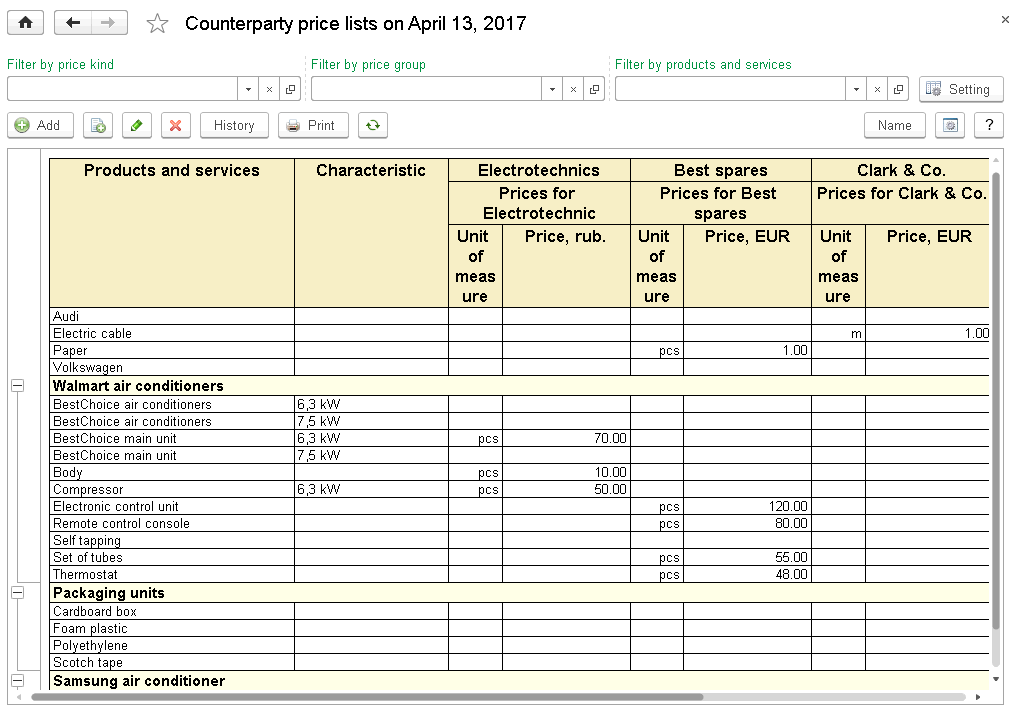 Counterparty price lists on April 13, 2017
×
Filter by price kind
Filter by price group
Filter by products and services
Setting
Add
History
Print
Name
?
Products and services Characteristic Electrotechnics Best spares Clark & Co.
Prices for Electrotechnic Prices for Best spares Prices for Clark & Co.
Unit of meas ure Price, rub. Unit of meas ure Price, EUR Unit of meas ure Price, EUR
Audi
Electric cable m 1.00
Paper pcs 1.00
Volkswagen
Walmart air conditioners
BestChoice air conditioners 6,3 kW
BestChoice air conditioners 7,5 kW
BestChoice main unit 6,3 kW pcs 70.00
BestChoice main unit 7,5 kW
Body pcs 10.00
Compressor 6,3 kW pcs 50.00
Electronic control unit pcs 120.00
Remote control console pcs 80.00
Self tapping
Set of tubes pcs 55.00
Thermostat pcs 48.00
Packaging units
Cardboard box
Foam plastic
Polyethylene
Scotch tape
Samsung air conditioner